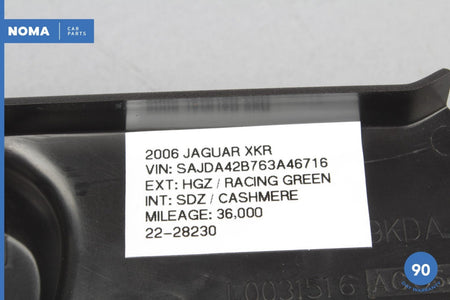 NOMA CAR PARTS
2006 JAGUAR XKR
VIN: SAJDA42B763A46716
EXT: HGZ / RACING GREEN
INT: SDZ / CASHMERE
MILEAGE: 36,000
22-28230
90